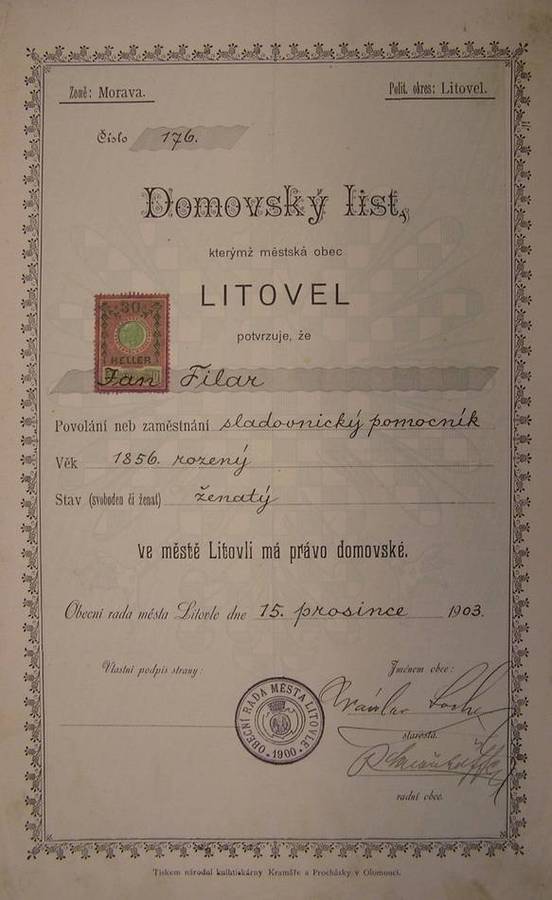 Země: Morava.
Polit. okres: Litovel.
Číslo 176.
Domovský list,
kterýmž městská obec
LITOVEL
potvrzuje, že
30
HELLER
Jan Filar
Povolání neb zaměstnání sladovnický pomocník
Věk 1856. rozený
Stav (svoboden či ženat) ženatý
ve městě Litovli má právo domovské.
Obecní rada města Litovle dne 15. prosince 1903.
Vlastní podpis strany:
Jménem obce:
OBECNÍ RADA MĚSTA LITOVLE
1900
starosta.
radní obce.
Tiskem národní knihtiskárny Kramáře a Procházky v Olomouci.